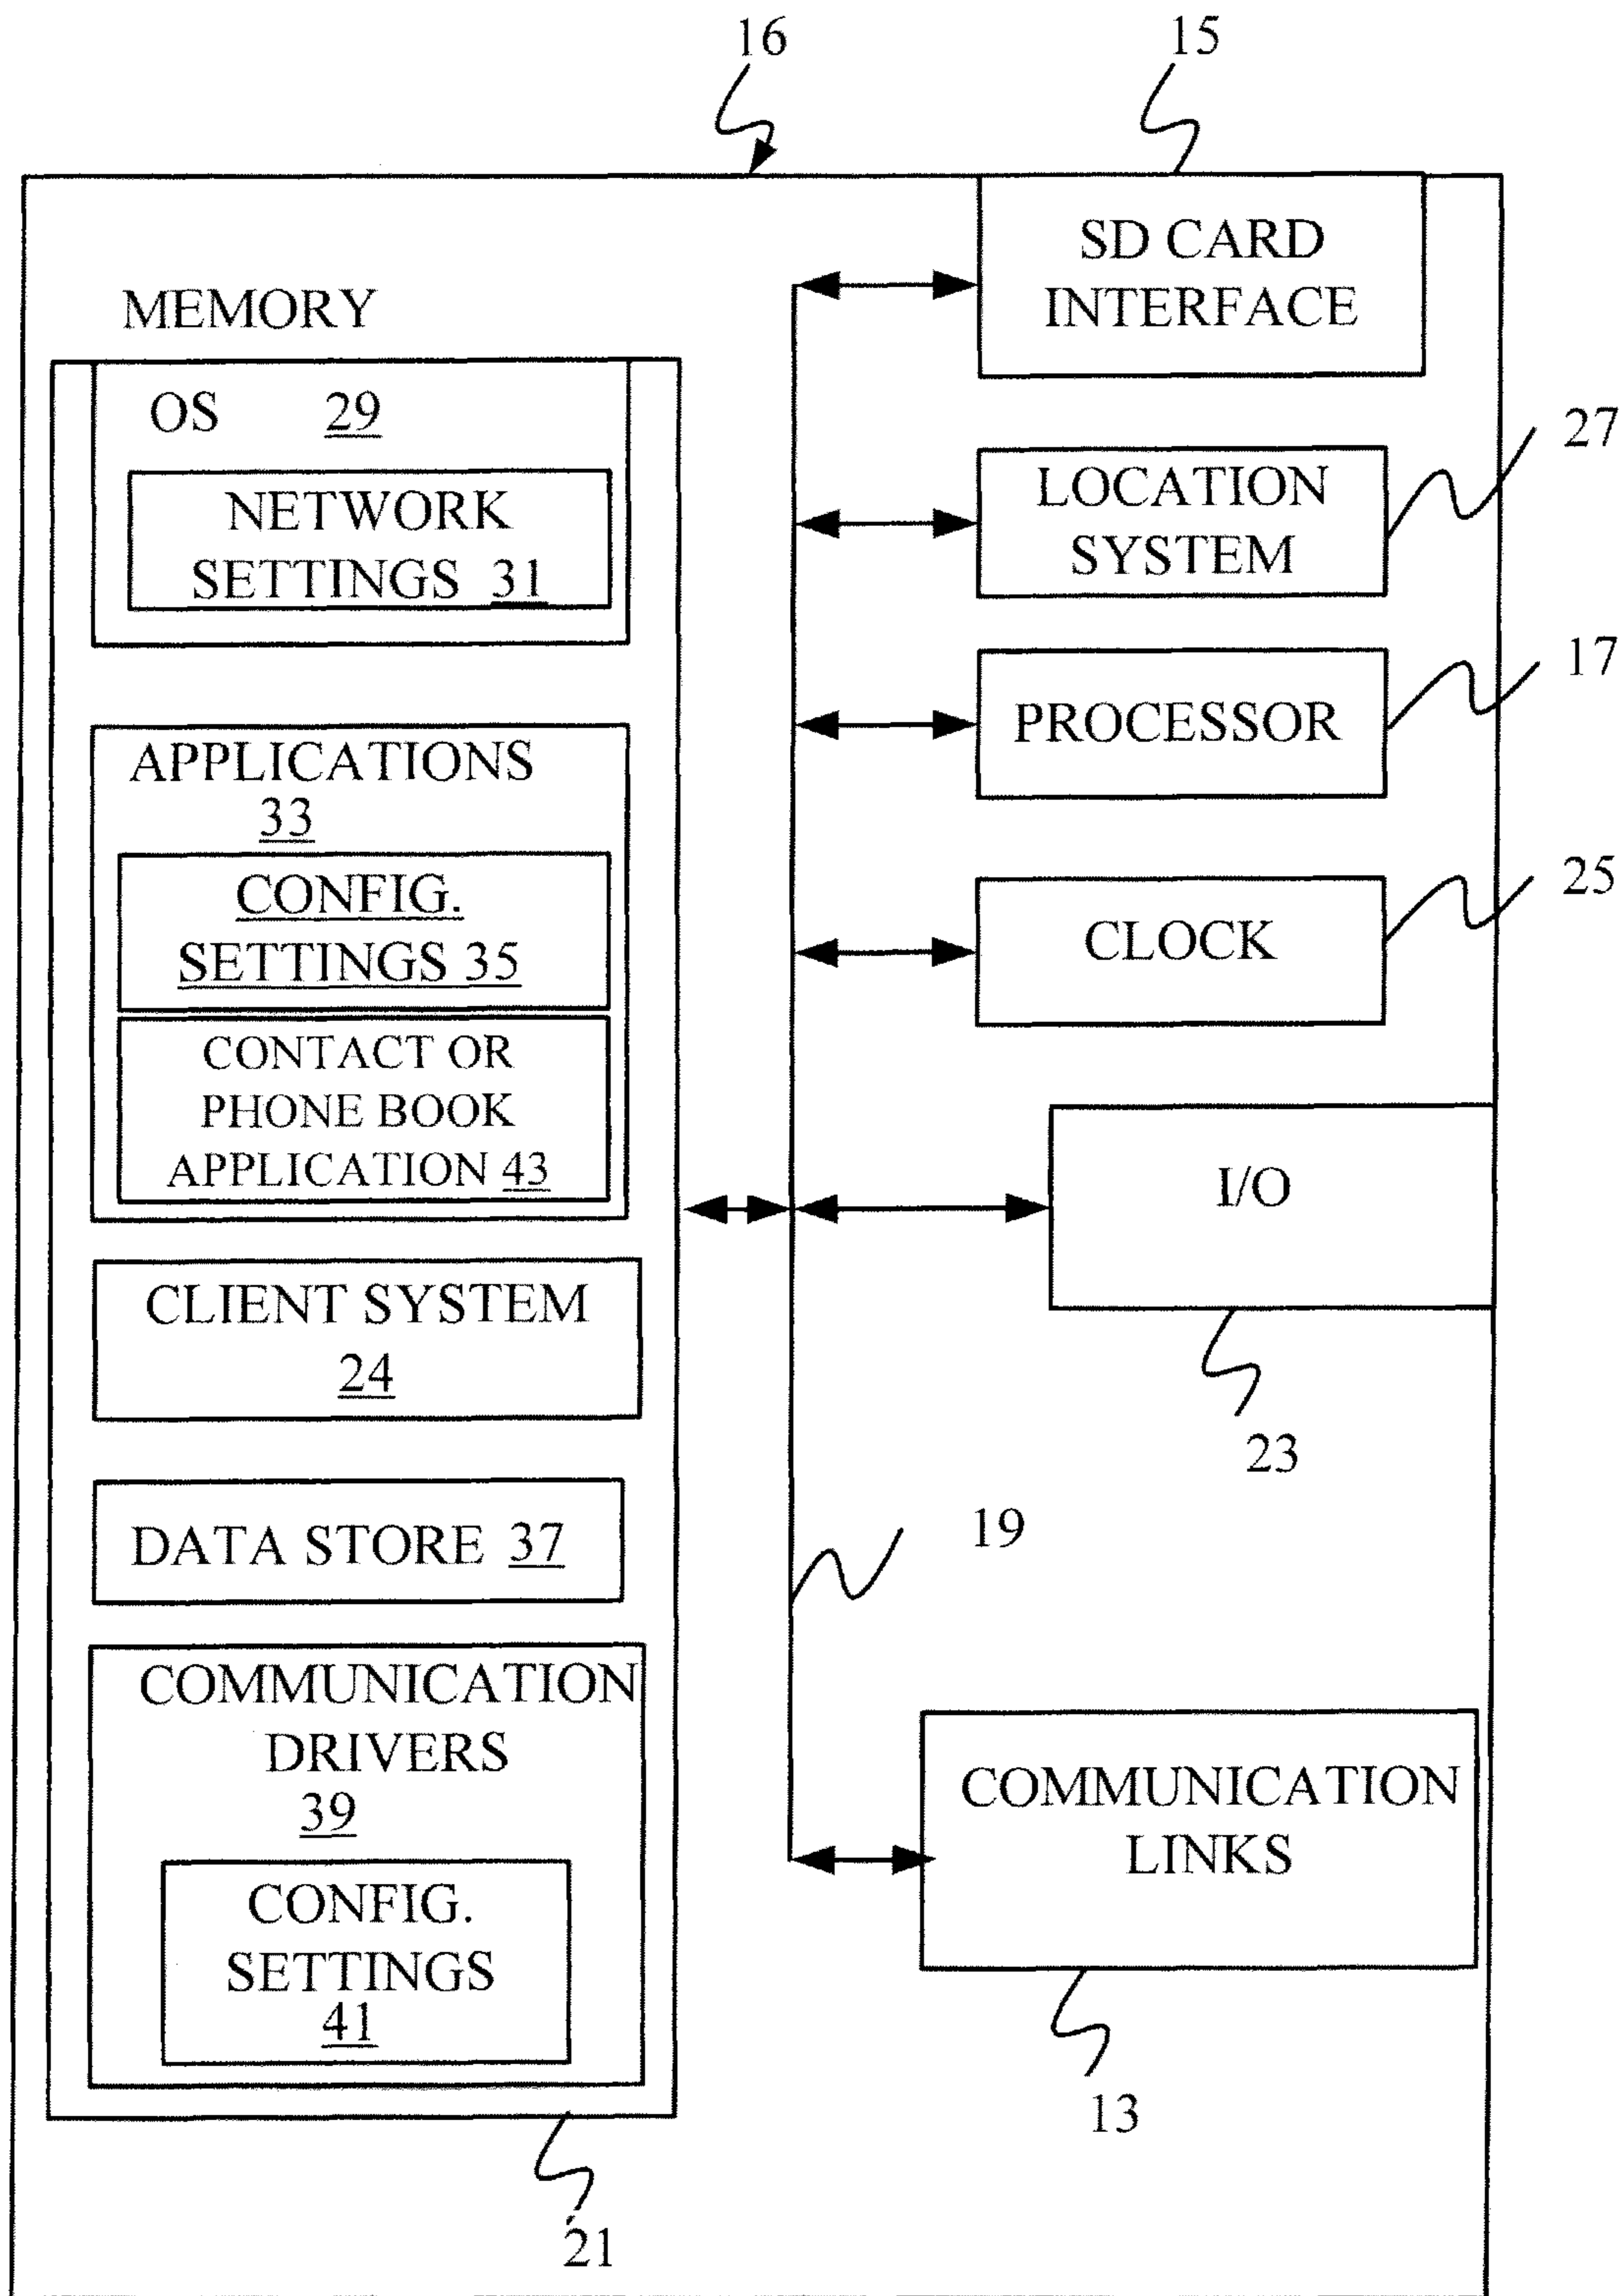 16
15
SD CARD
INTERFACE
MEMORY
OS 29
NETWORK
SETTINGS 31
27
LOCATION
SYSTEM
17
PROCESSOR
APPLICATIONS
33
CONFIG.
SETTINGS 35
25
CLOCK
CONTACT OR
PHONE BOOK
APPLICATION 43
I/O
23
CLIENT SYSTEM
24
19
DATA STORE 37
COMMUNICATION
DRIVERS
39
CONFIG.
SETTINGS
41
COMMUNICATION
LINKS
13
21